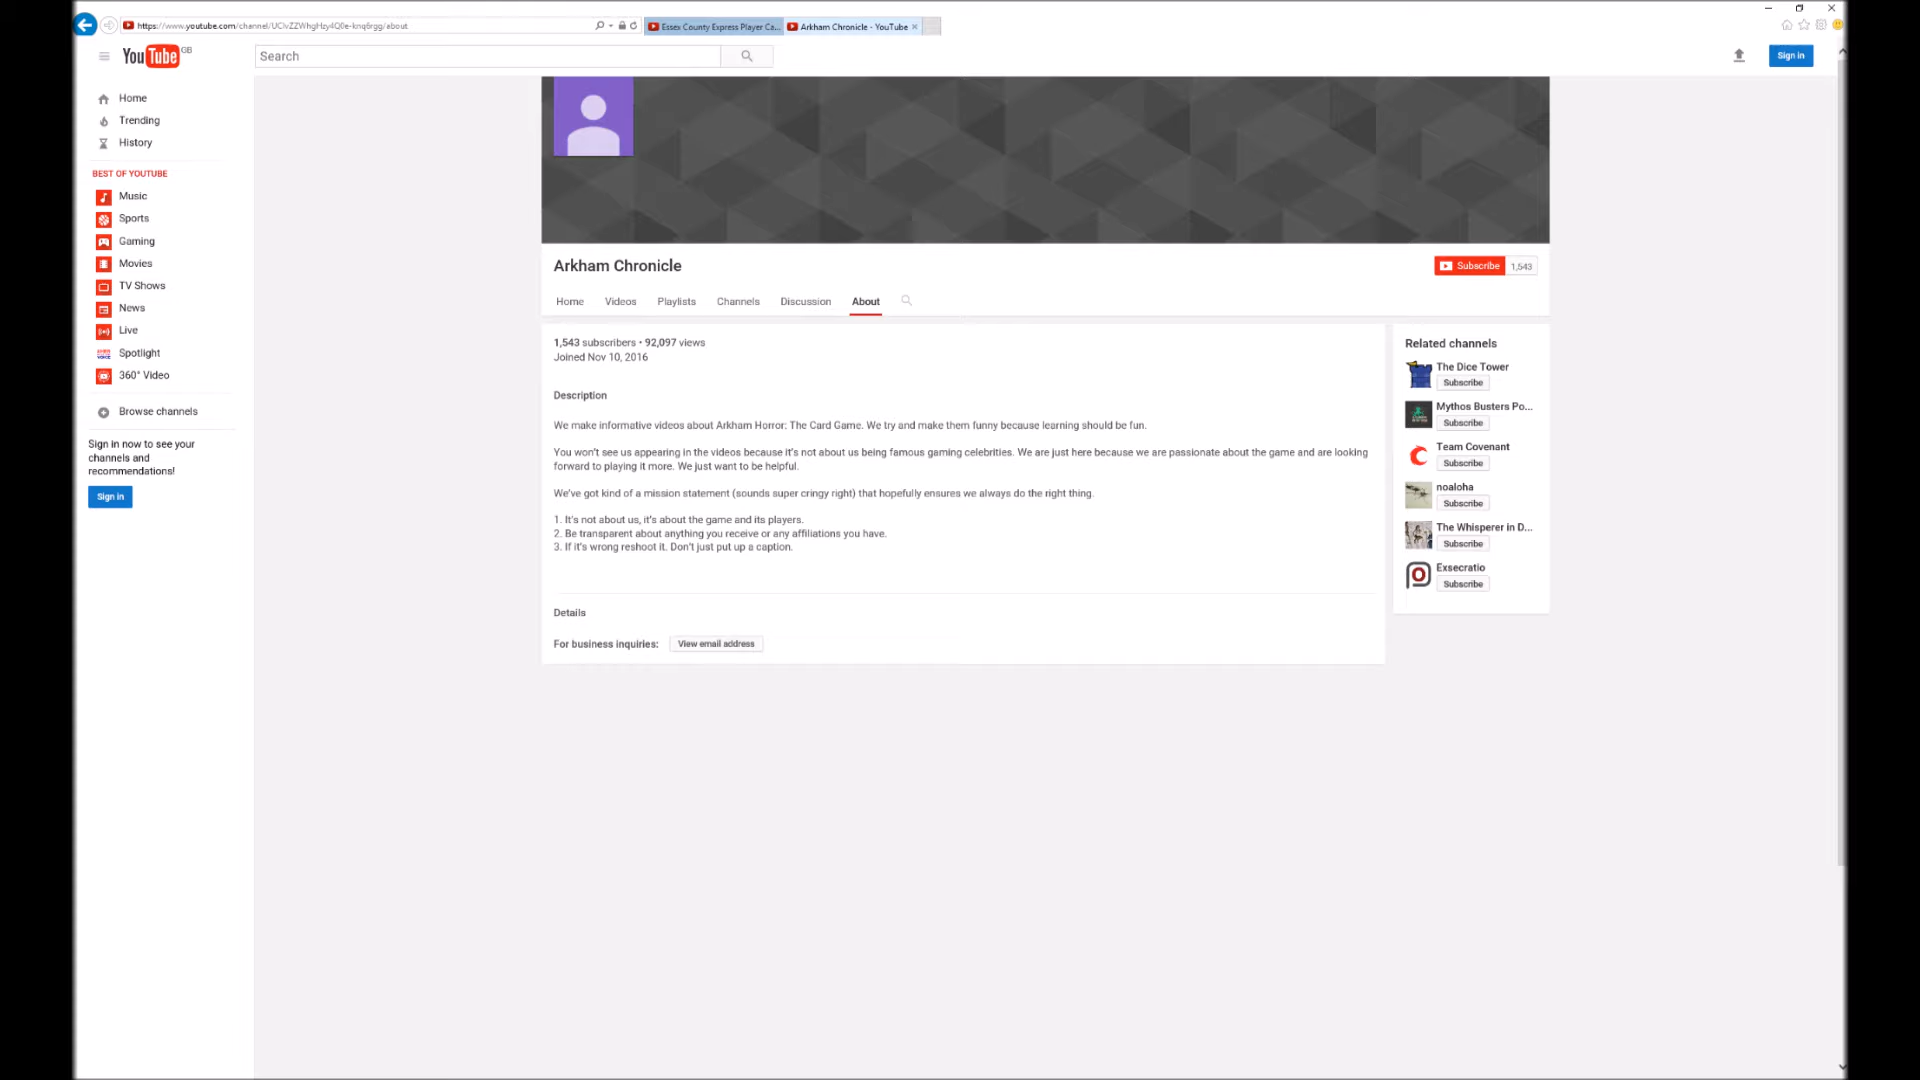 https://www.youtube.com/channel/UClvZZWhgHzy4Q0e-knq6rgg/about
Essex County Express Player Ca...
Arkham Chronicle - YouTube
YouTube GB
Search
Sign in
Home
Trending
History
BEST OF YOUTUBE
Music
Sports
Gaming
Movies
TV Shows
News
Live
Spotlight
360° Video
Browse channels
Sign in now to see your
channels and
recommendations!
Sign in
Arkham Chronicle
Subscribe 1,543
Home Videos Playlists Channels Discussion About
1,543 subscribers • 92,097 views
Joined Nov 10, 2016
Description
We make informative videos about Arkham Horror: The Card Game. We try and make them funny because learning should be fun.
You won't see us appearing in the videos because it's not about us being famous gaming celebrities. We are just here because we are passionate about the game and are looking
forward to playing it more. We just want to be helpful.
We've got kind of a mission statement (sounds super cringy right) that hopefully ensures we always do the right thing.
1. It's not about us, it's about the game and its players.
2. Be transparent about anything you receive or any affiliations you have.
3. If it's wrong reshoot it. Don't just put up a caption.
Details
For business inquiries: View email address
Related channels
The Dice Tower
Subscribe
Mythos Busters Po...
Subscribe
Team Covenant
Subscribe
noaloha
Subscribe
The Whisperer in D...
Subscribe
Exsecratio
Subscribe